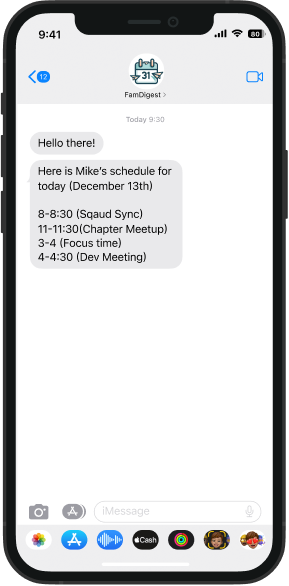 9:41
80
12
31
FamDigest >
Today 9:30
Hello there!
Here is Mike's schedule for
today (December 13th)
8-8:30 (Sqaud Sync)
11-11:30(Chapter Meetup)
3-4 (Focus time)
4-4:30 (Dev Meeting)
iMessage
Cash